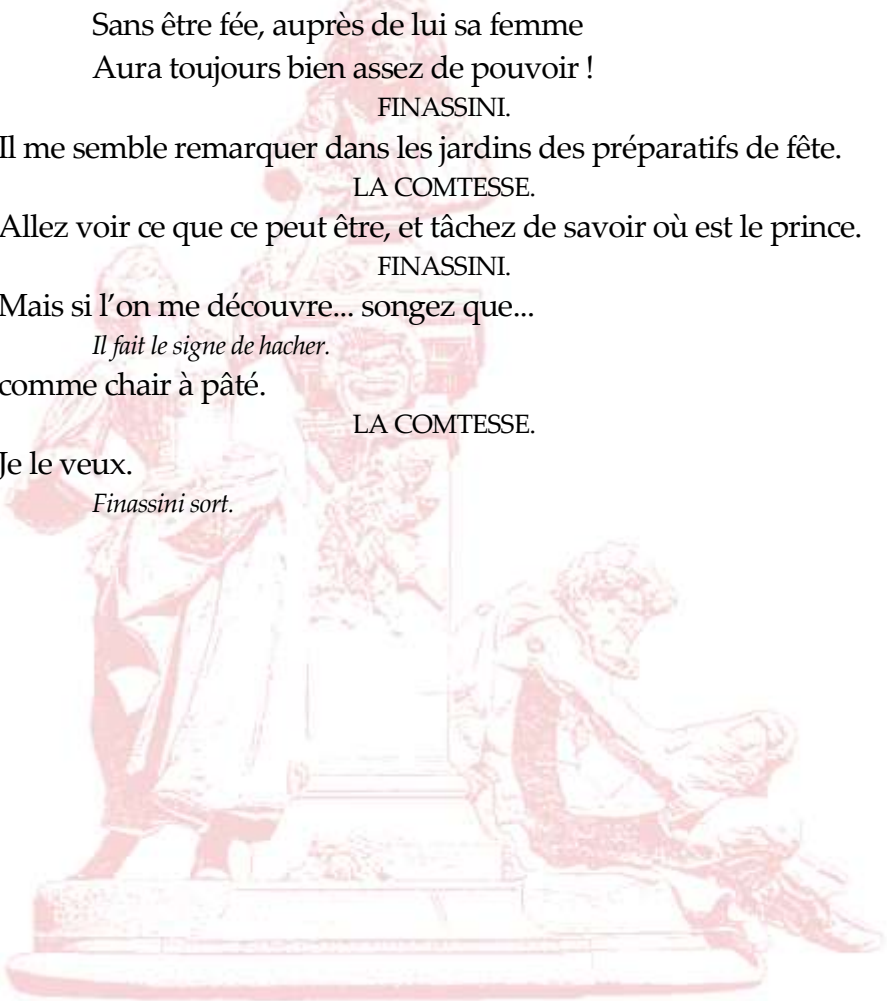 Sans être fée, auprès de lui sa femme
Aura toujours bien assez de pouvoir !
FINASSINI.
Il me semble remarquer dans les jardins des préparatifs de fête.
LA COMTESSE.
Allez voir ce que ce peut être, et tâchez de savoir où est le prince.
FINASSINI.
Mais si l’on me découvre... songez que...
Il fait le signe de hacher.
comme chair à pâté.
LA COMTESSE.
Je le veux.
Finassini sort.